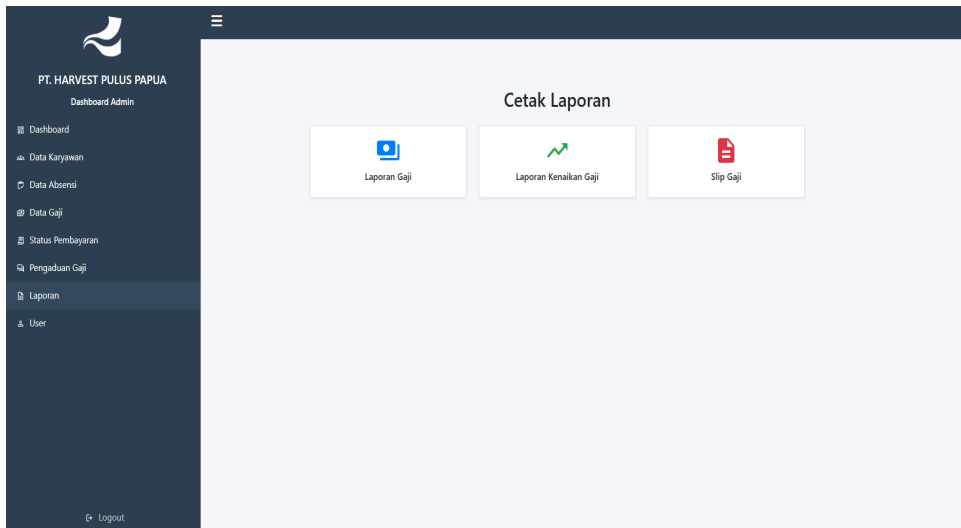 PT. HARVEST PULUS PAPUA
Dashboard Admin
Dashboard
Data Karyawan
Data Absensi
Data Gaji
Status Pembayaran
Pengaduan Gaji
Laporan
User
Logout
Cetak Laporan
Laporan Gaji
Laporan Kenaikan Gaji
Slip Gaji